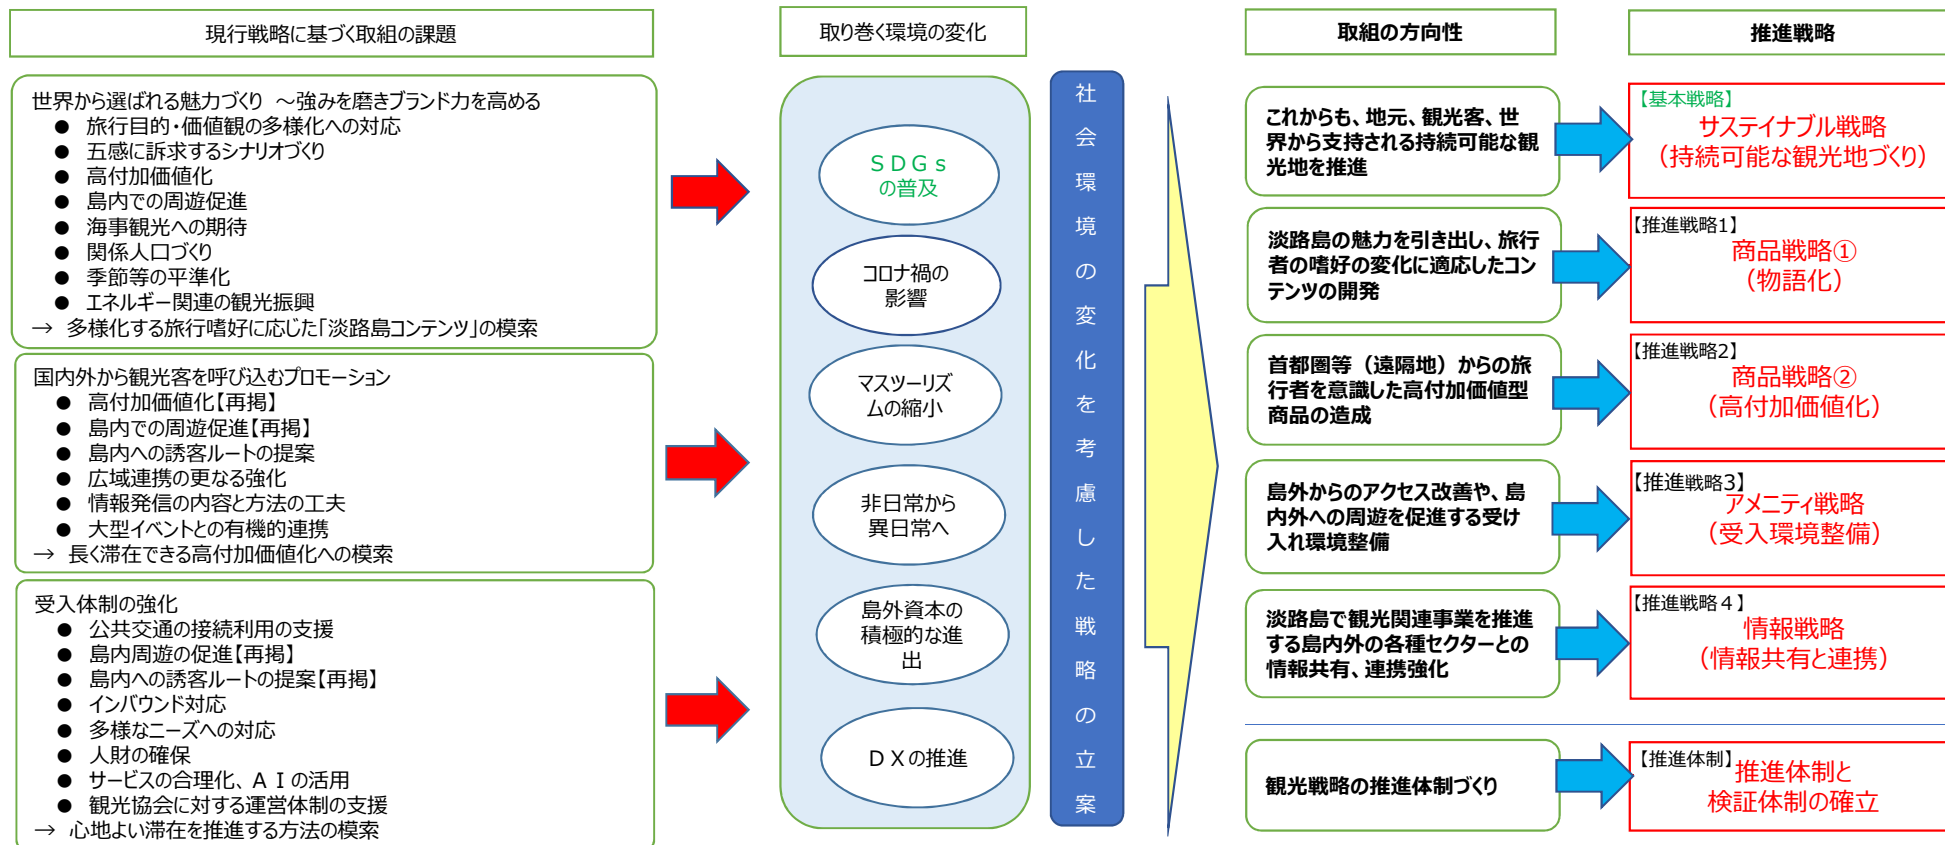 現行戦略に基づく取組の課題
世界から選ばれる魅力づくり ～強みを磨きブランド力を高める
● 旅行目的・価値観の多様化への対応
● 五感に訴求するシナリオづくり
● 高付加価値化
● 島内での周遊促進
● 海事観光への期待
● 関係人口づくり
● 季節等の平準化
● エネルギー関連の観光振興
→ 多様化する旅行嗜好に応じた「淡路島コンテンツ」の模索
国内外から観光客を呼び込むプロモーション
● 高付加価値化【再掲】
● 島内での周遊促進【再掲】
● 島内への誘客ルートの提案
● 広域連携の更なる強化
● 情報発信の内容と方法の工夫
● 大型イベントとの有機的連携
→ 長く滞在できる高付加価値化への模索
受入体制の強化
● 公共交通の接続利用の支援
● 島内周遊の促進【再掲】
● 島内への誘客ルートの提案【再掲】
● インバウンド対応
● 多様なニーズへの対応
● 人財の確保
● サービスの合理化、ＡＩの活用
● 観光協会に対する運営体制の支援
→ 心地よい滞在を推進する方法の模索
取り巻く環境の変化
ＳＤＧｓ
の普及
コロナ禍の
影響
マスツーリズ
ムの縮小
非日常から
異日常へ
島外資本の
積極的な進
出
ＤＸの推進
社会環境の変化を考慮した戦略の立案
取組の方向性
これからも、地元、観光客、世
界から支持される持続可能な観
光地を推進
淡路島の魅力を引き出し、旅行
者の嗜好の変化に適応したコン
テンツの開発
首都圏等（遠隔地）からの旅
行者を意識した高付加価値型
商品の造成
島外からのアクセス改善や、島
内外への周遊を促進する受け
入れ環境整備
淡路島で観光関連事業を推進
する島内外の各種セクターとの
情報共有、連携強化
観光戦略の推進体制づくり
推進戦略
【基本戦略】
サステイナブル戦略
（持続可能な観光地づくり）
【推進戦略1】
商品戦略①
（物語化）
【推進戦略2】
商品戦略②
（高付加価値化）
【推進戦略3】
アメニティ戦略
（受入環境整備）
【推進戦略４】
情報戦略
（情報共有と連携）
【推進体制】
推進体制と
検証体制の確立